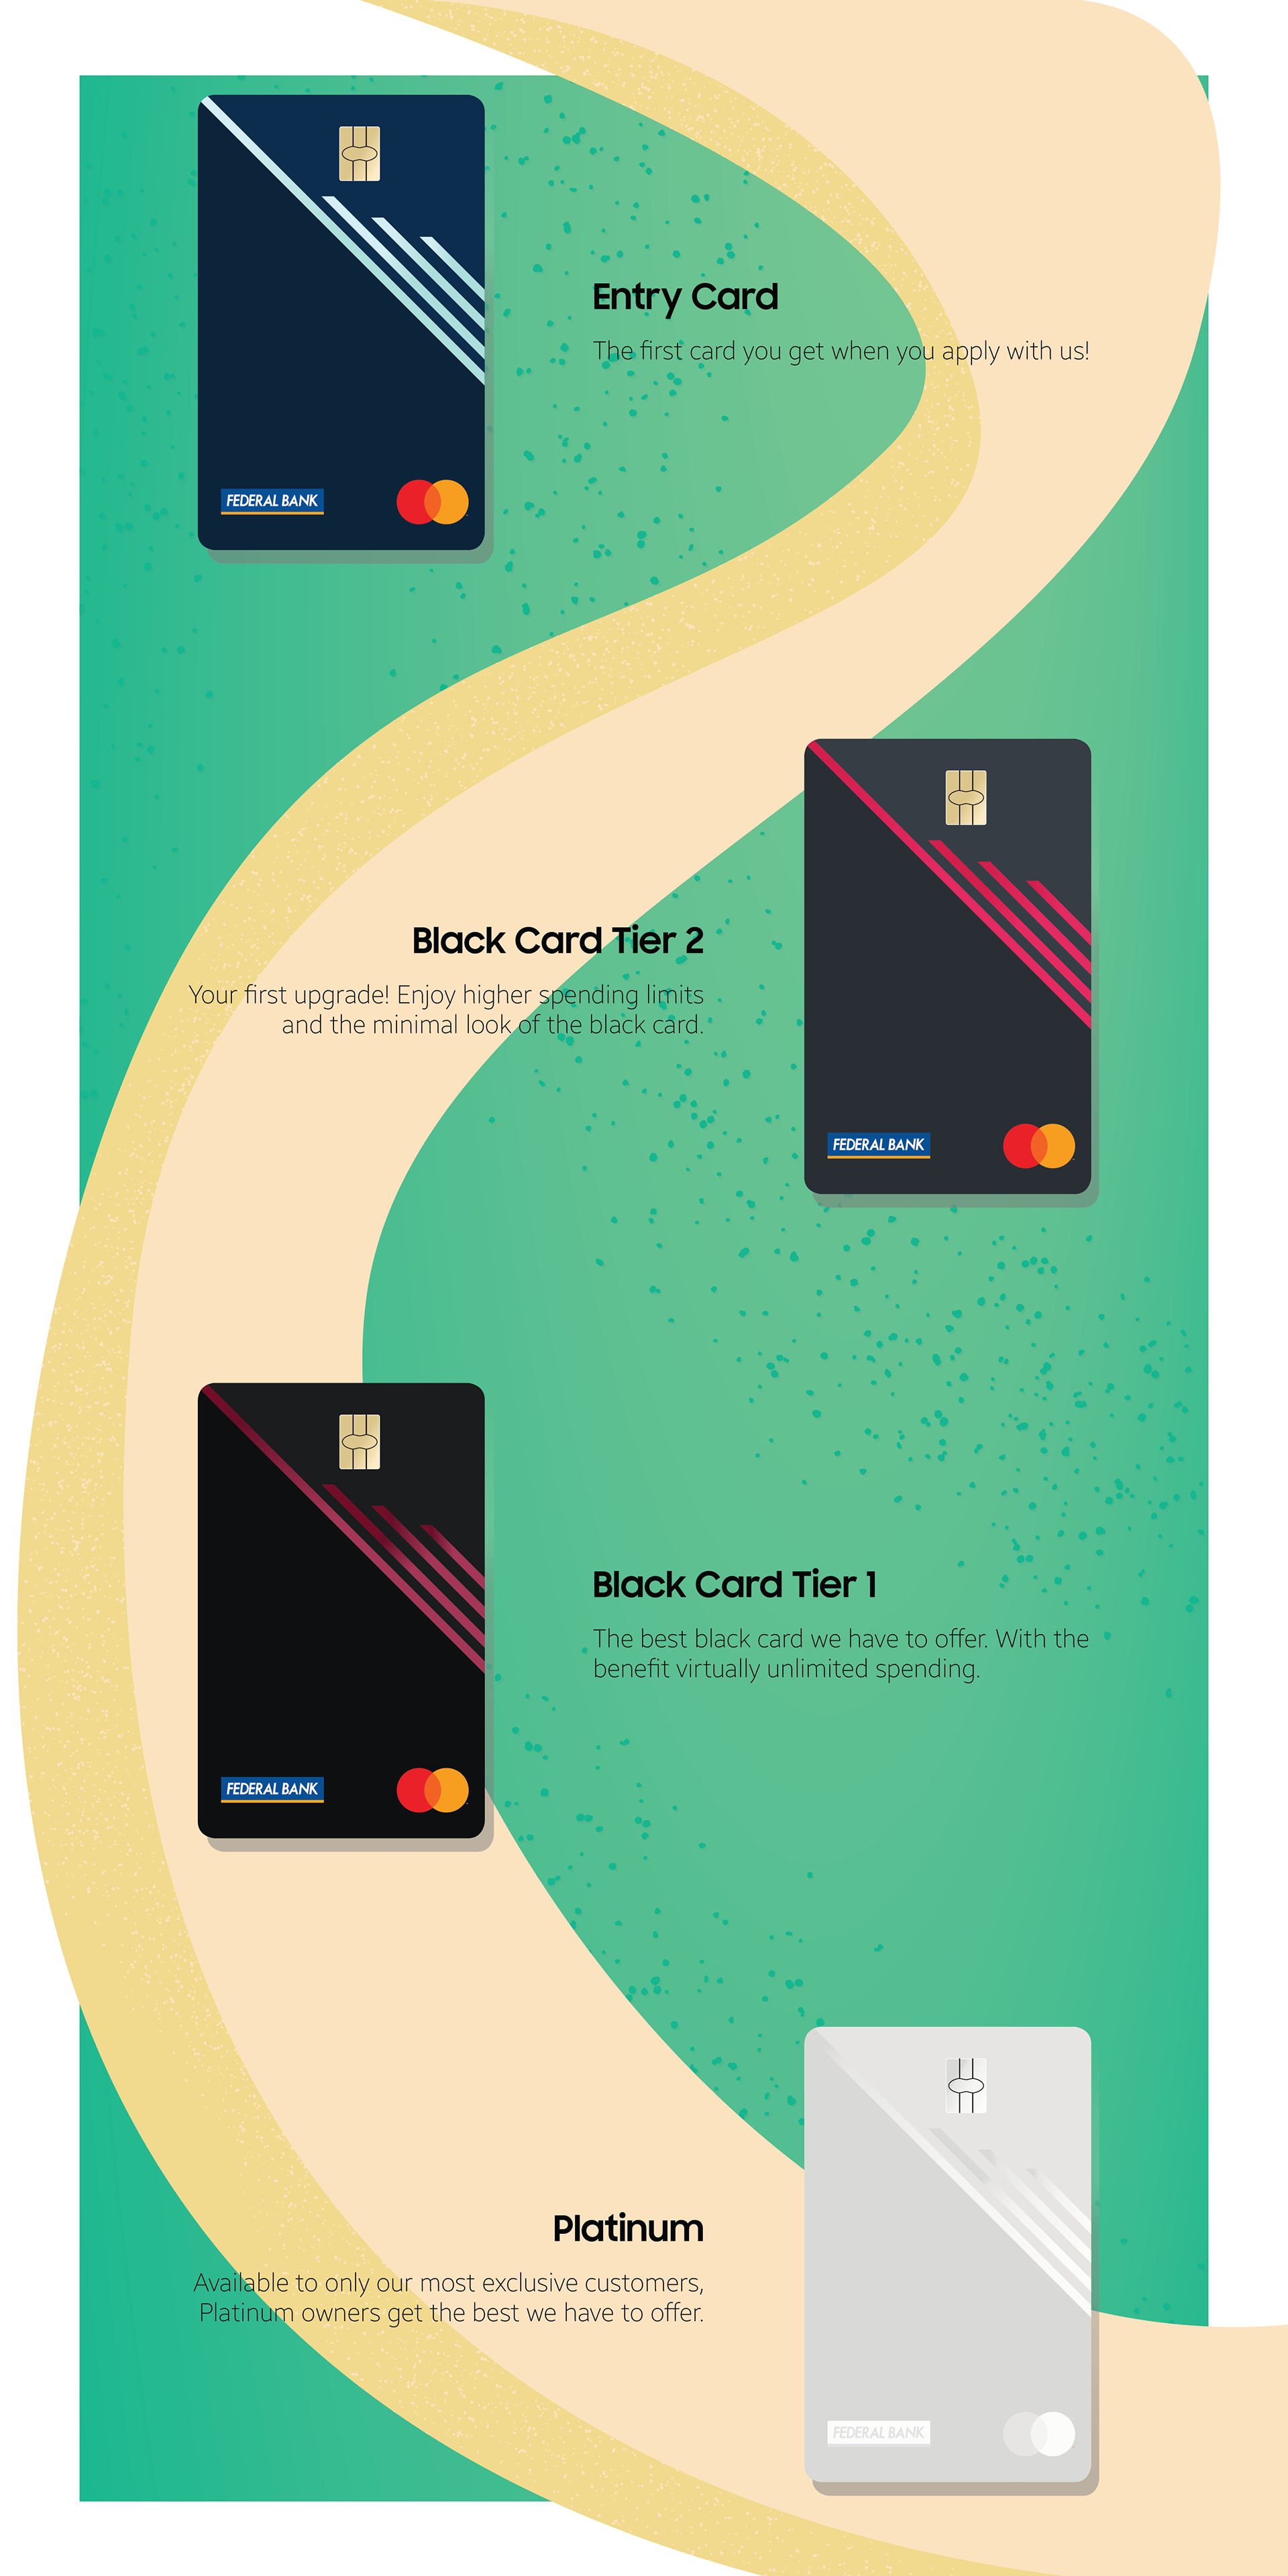 FEDERAL BANK
Entry Card
The first card you get when you apply with us!
Black Card Tier 2
Your first upgrade! Enjoy higher spending limits
and the minimal look of the black card.
FEDERAL BANK
FEDERAL BANK
Black Card Tier 1
The best black card we have to offer. With the
benefit virtually unlimited spending.
Platinum
Available to only our most exclusive customers,
Platinum owners get the best we have to offer.
FEDERAL BANK